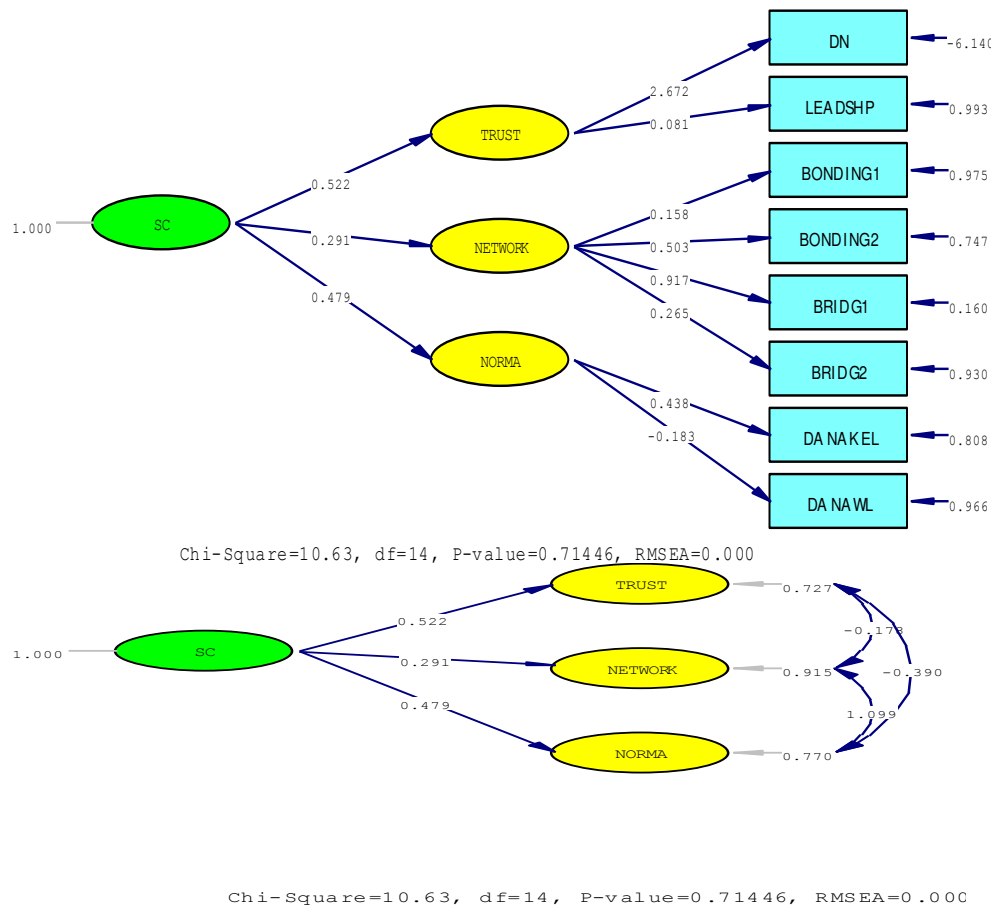 DN
-6.140
2.672
LEADSHP
0.993
TRUST
0.081
BONDING1
0.975
0.522
0.158
1.000
SC
BONDING2
0.747
0.291
NETWORK
0.503
0.917
0.479
BRIDG1
0.160
0.265
NORMA
BRIDG2
0.930
0.438
-0.183
DANAKEL
0.808
DANAWL
0.966
Chi-Square=10.63, df=14, P-value=0.71446, RMSEA=0.000
TRUST
0.727
0.522
-0.178
1.000
SC
0.291
NETWORK
0.915
-0.390
0.479
1.099
NORMA
0.770
Chi-Square=10.63, df=14, P-value=0.71446, RMSEA=0.000